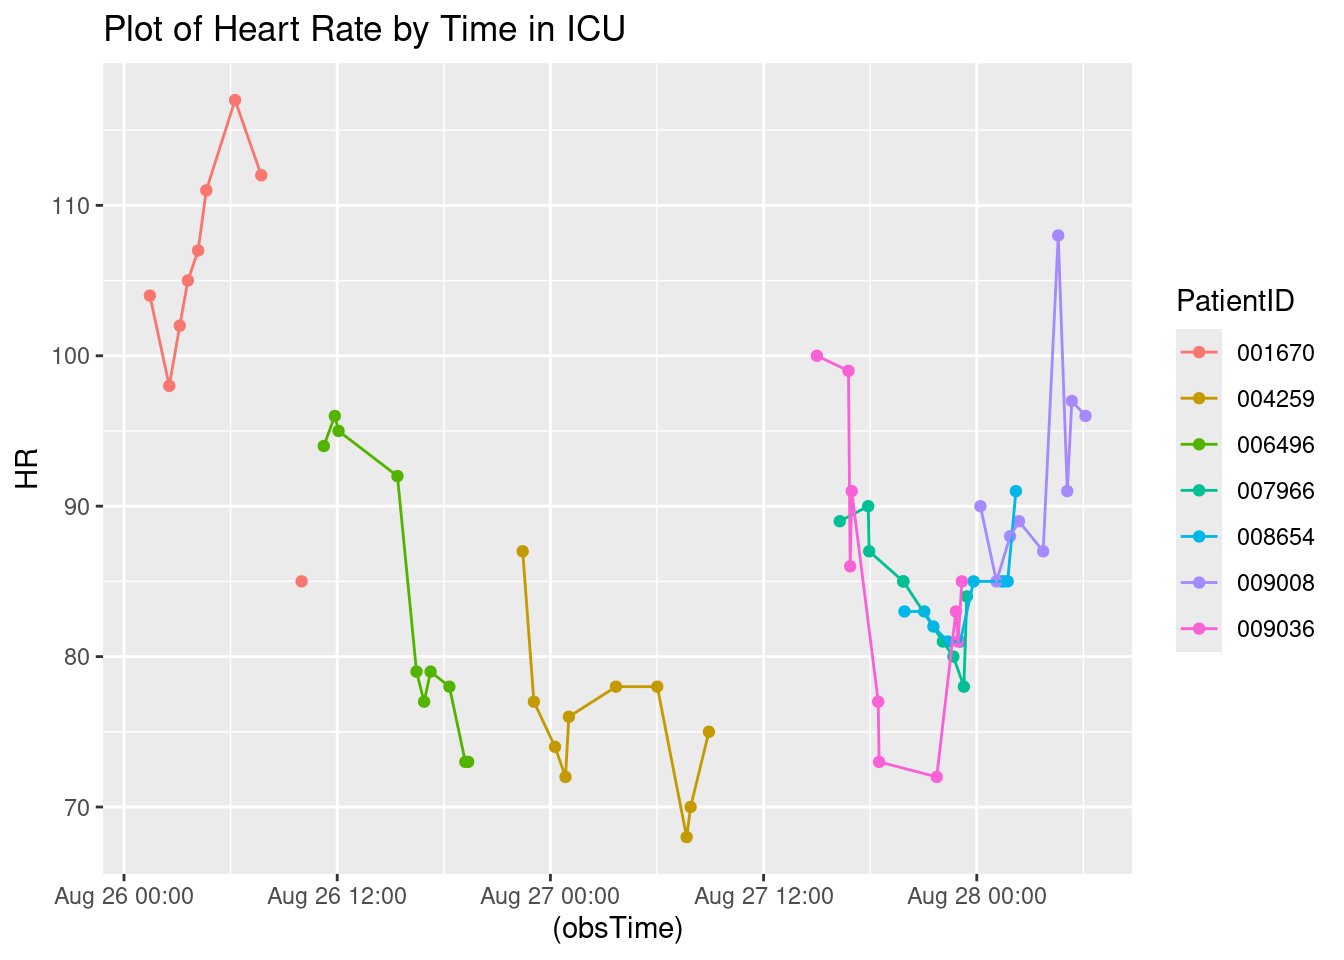 Plot of Heart Rate by Time in ICU
HR
110
100
90
80
70
Aug 26 00:00
Aug 26 12:00
Aug 27 00:00
Aug 27 12:00
Aug 28 00:00
(obsTime)
PatientID
001670
004259
006496
007966
008654
009008
009036